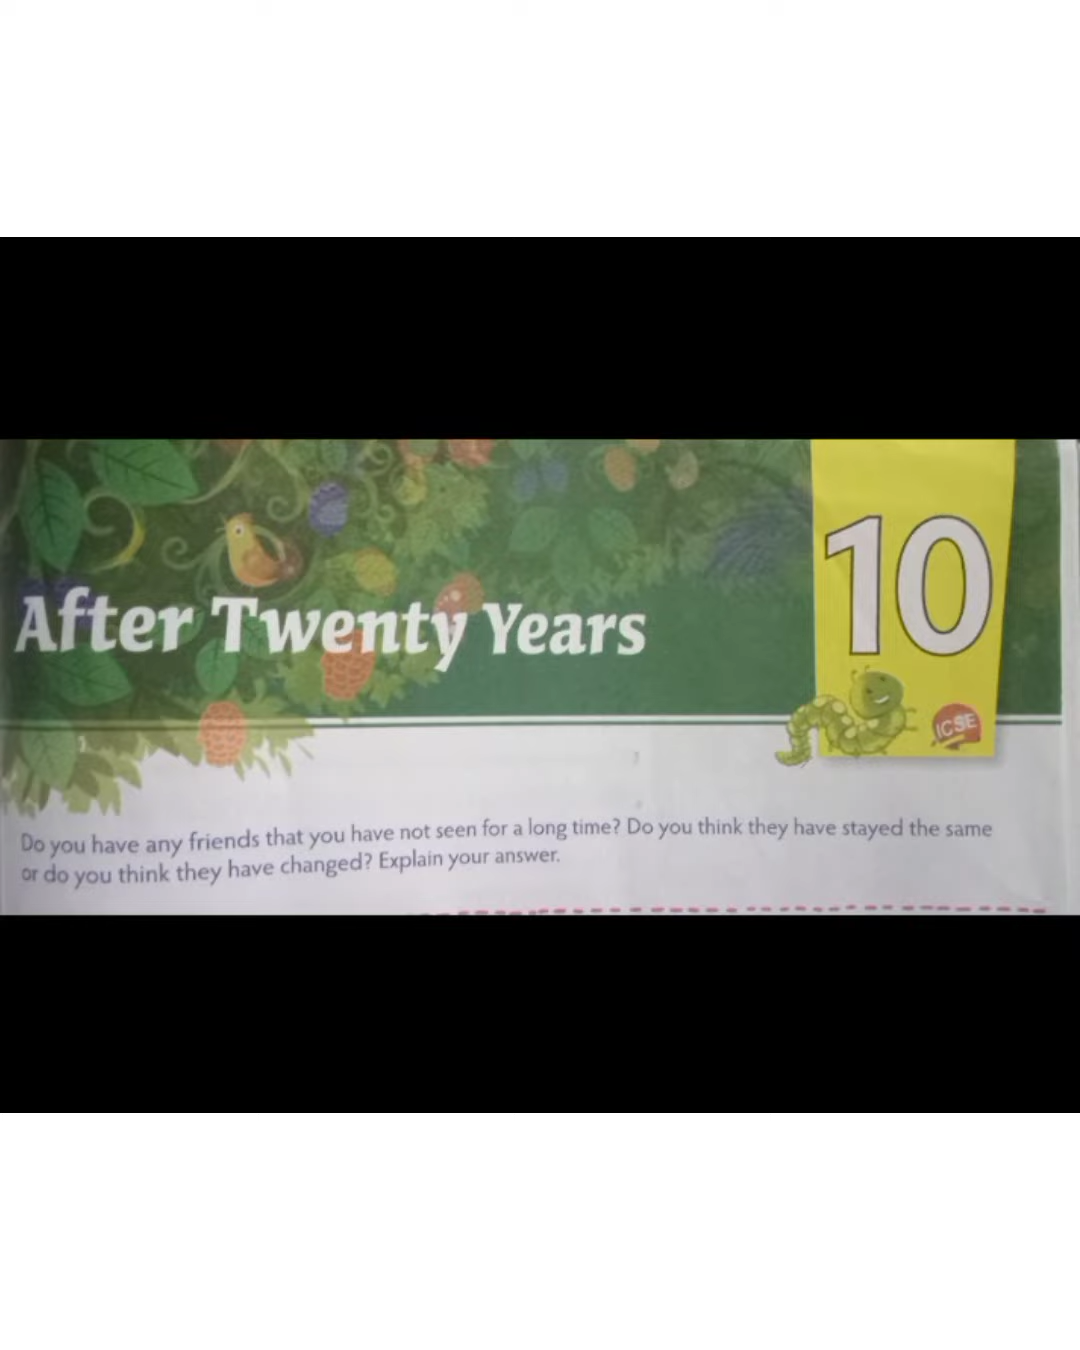 After Twenty Years
10
ICSE
Do you have any friends that you have not seen for a long time? Do you think they have stayed the same
or do you think they have changed? Explain your answer.